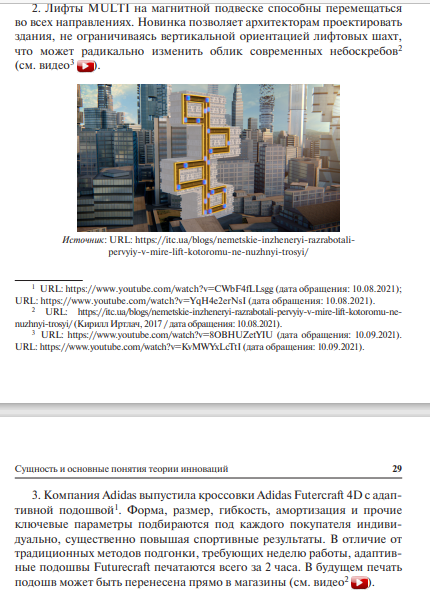 2. Лифты MULTI на магнитной подвеске способны перемещаться
во всех направлениях. Новинка позволяет архитекторам проектировать
здания, не ограничиваясь вертикальной ориентацией лифтовых шахт,
что может радикально изменить облик современных небоскребов²
(см. видео³ ).
Источник: URL: https://itc.ua/blogs/nemetskie-inzheneryi-razrabotali-
pervyiy-v-mire-lift-kotoromu-ne-nuzhnyi-trosyi/
¹ URL: https://www.youtube.com/watch?v=CWbF4fLLsgg (дата обращения: 10.08.2021);
URL: https://www.youtube.com/watch?v=YqH4e2erNsI (дата обращения: 10.08.2021).
² URL: https://itc.ua/blogs/nemetskie-inzheneryi-razrabotali-pervyiy-v-mire-lift-kotoromu-ne-
nuzhnyi-trosyi/ (Кирилл Иртлач, 2017 / дата обращения: 10.08.2021).
³ URL: https://www.youtube.com/watch?v=8OBHUZetYIU (дата обращения: 10.09.2021).
URL: https://www.youtube.com/watch?v=KvMWYxLcTtI (дата обращения: 10.09.2021).
Сущность и основные понятия теории инноваций 29
3. Компания Adidas выпустила кроссовки Adidas Futercraft 4D с адап-
тивной подошвой¹. Форма, размер, гибкость, амортизация и прочие
ключевые параметры подбираются под каждого покупателя индиви-
дуально, существенно повышая спортивные результаты. В отличие от
традиционных методов подгонки, требующих неделю работы, адаптив-
ные подошвы Futurecraft печатаются всего за 2 часа. В будущем печать
подошв может быть перенесена прямо в магазины (см. видео² ).